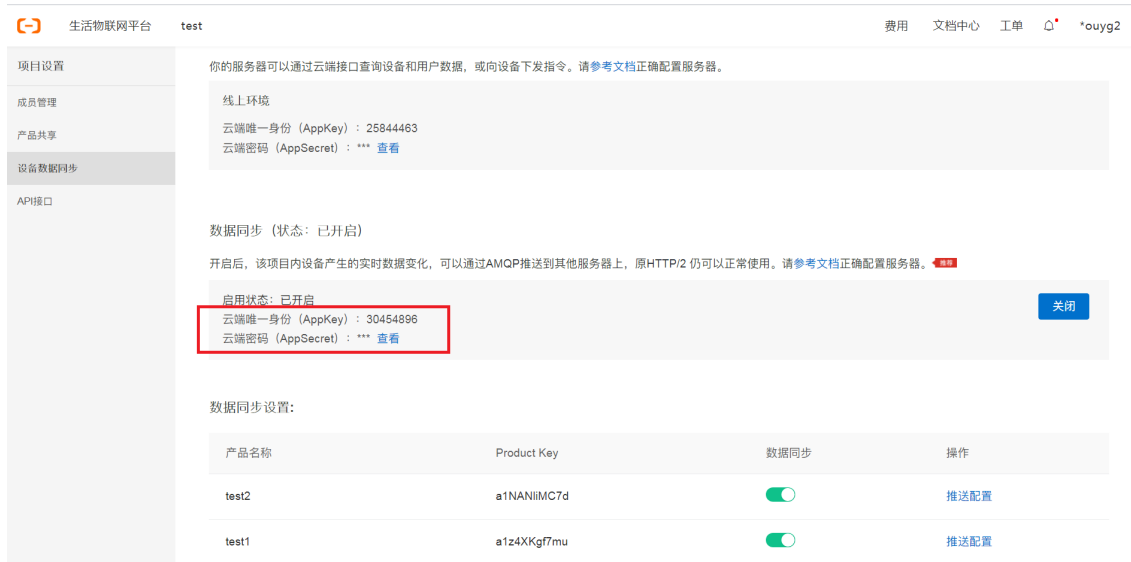 生活物联网平台 test 费用 文档中心 工单 *ouyg2
项目设置
成员管理
产品共享
设备数据同步
API接口
你的服务器可以通过云端接口查询设备和用户数据，或向设备下发指令。请参考文档正确配置服务器。
线上环境
云端唯一身份（AppKey）：25844463
云端密码（AppSecret）：*** 查看
数据同步（状态：已开启）
开启后，该项目内设备产生的实时数据变化，可以通过AMQP推送到其他服务器上，原HTTP/2 仍可以正常使用。请参考文档正确配置服务器。 推荐
启用状态：已开启
关闭
云端唯一身份（AppKey）：30454896
云端密码（AppSecret）：*** 查看
数据同步设置：
产品名称 Product Key 数据同步 操作
test2 a1NANliMC7d 推送配置
test1 a1z4XKgf7mu 推送配置